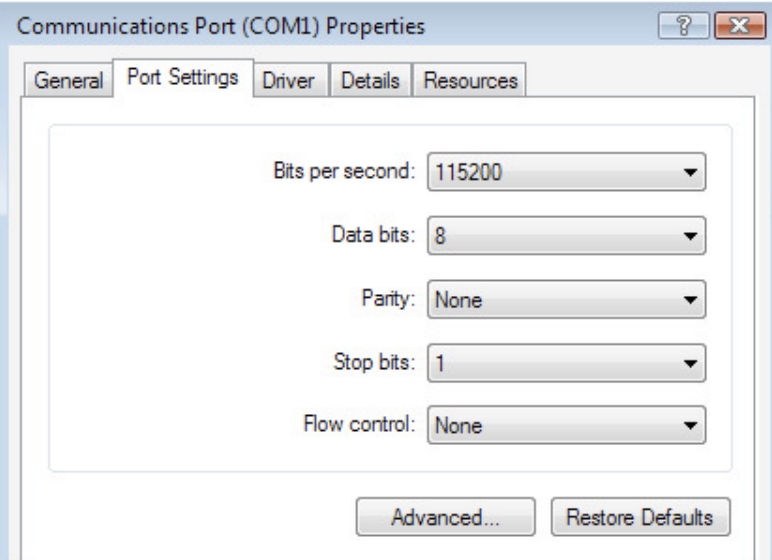 Communications Port (COM1) Properties
General Port Settings Driver Details Resources
Bits per second: 115200
Data bits: 8
Parity: None
Stop bits: 1
Flow control: None
Advanced... Restore Defaults